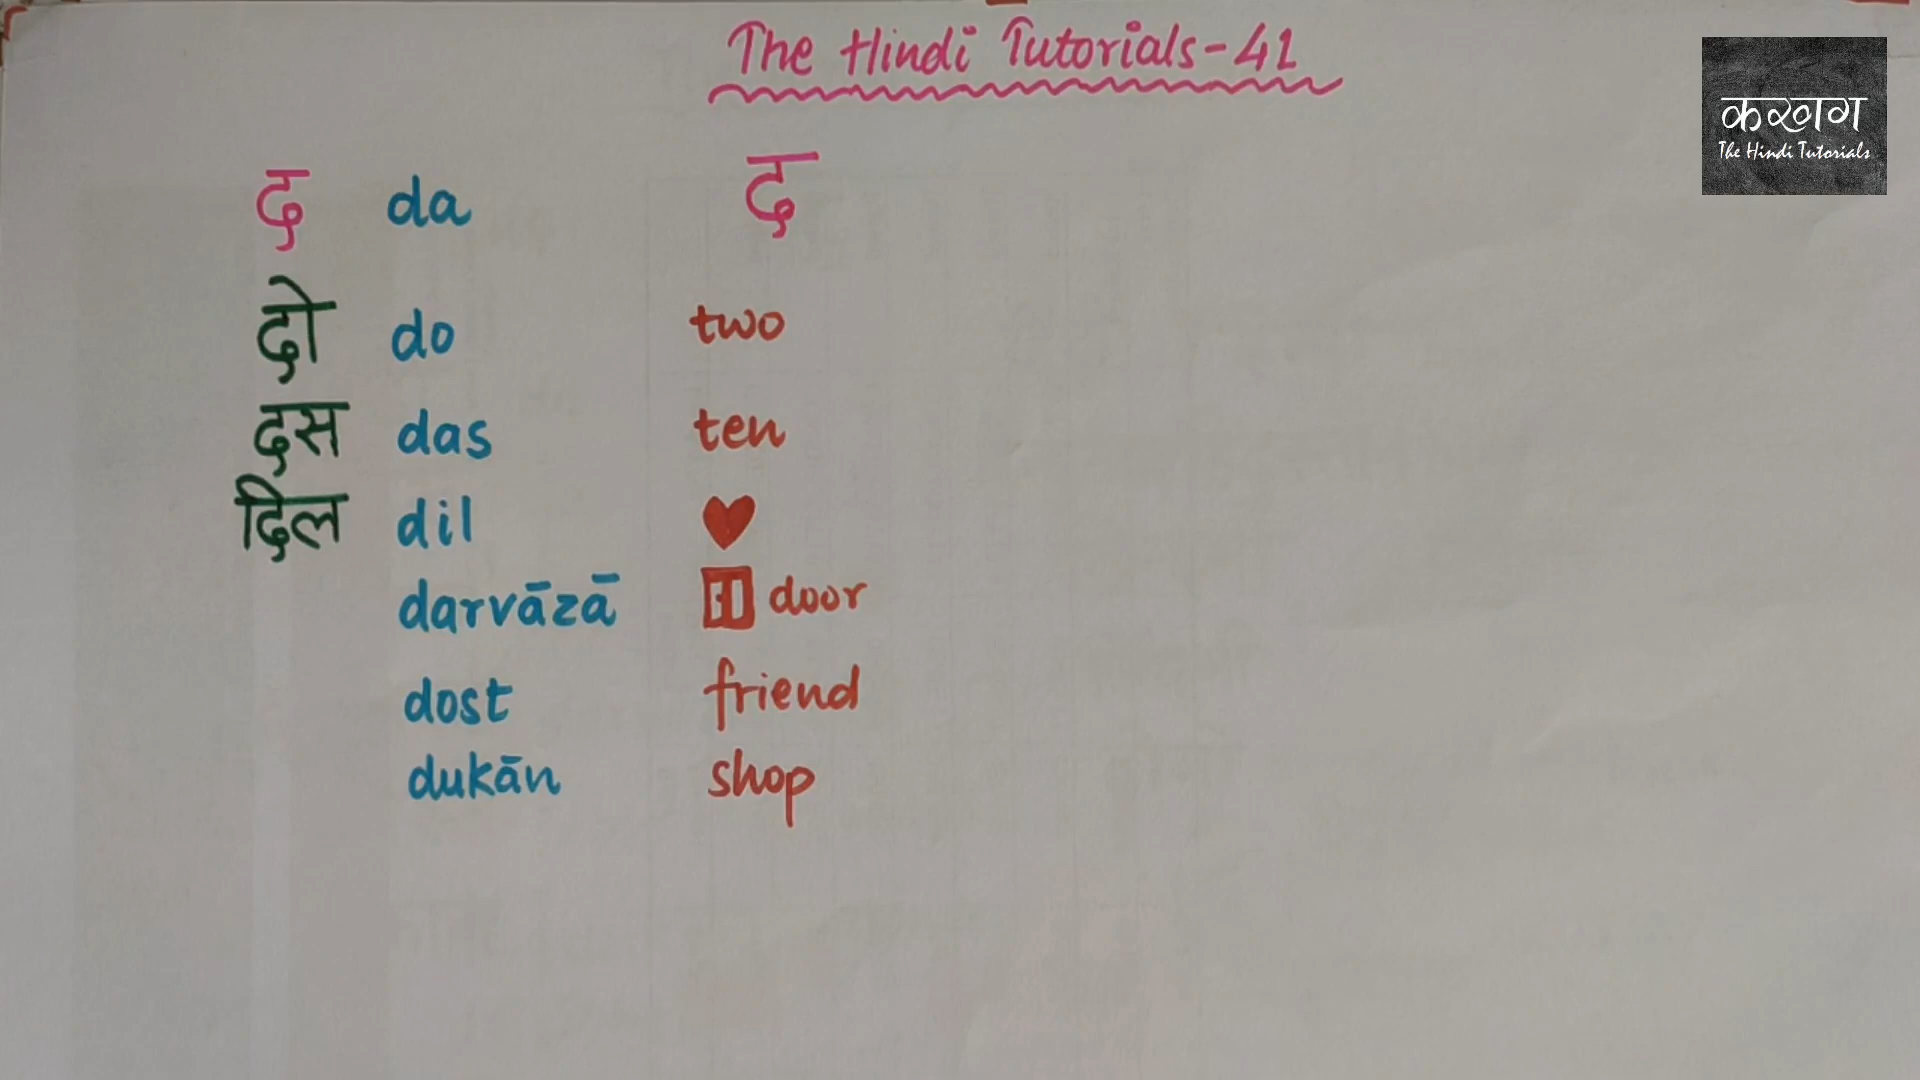 The Hindi Tutorials-41
कखग
The Hindi Tutorials
द da द
दो do two
दस das ten
दिल dil
darvāzā door
dost friend
dukān shop